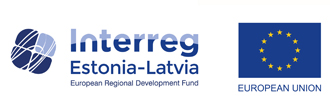 Interreg
Estonia-Latvia
European Regional Development Fund
EUROPEAN UNION